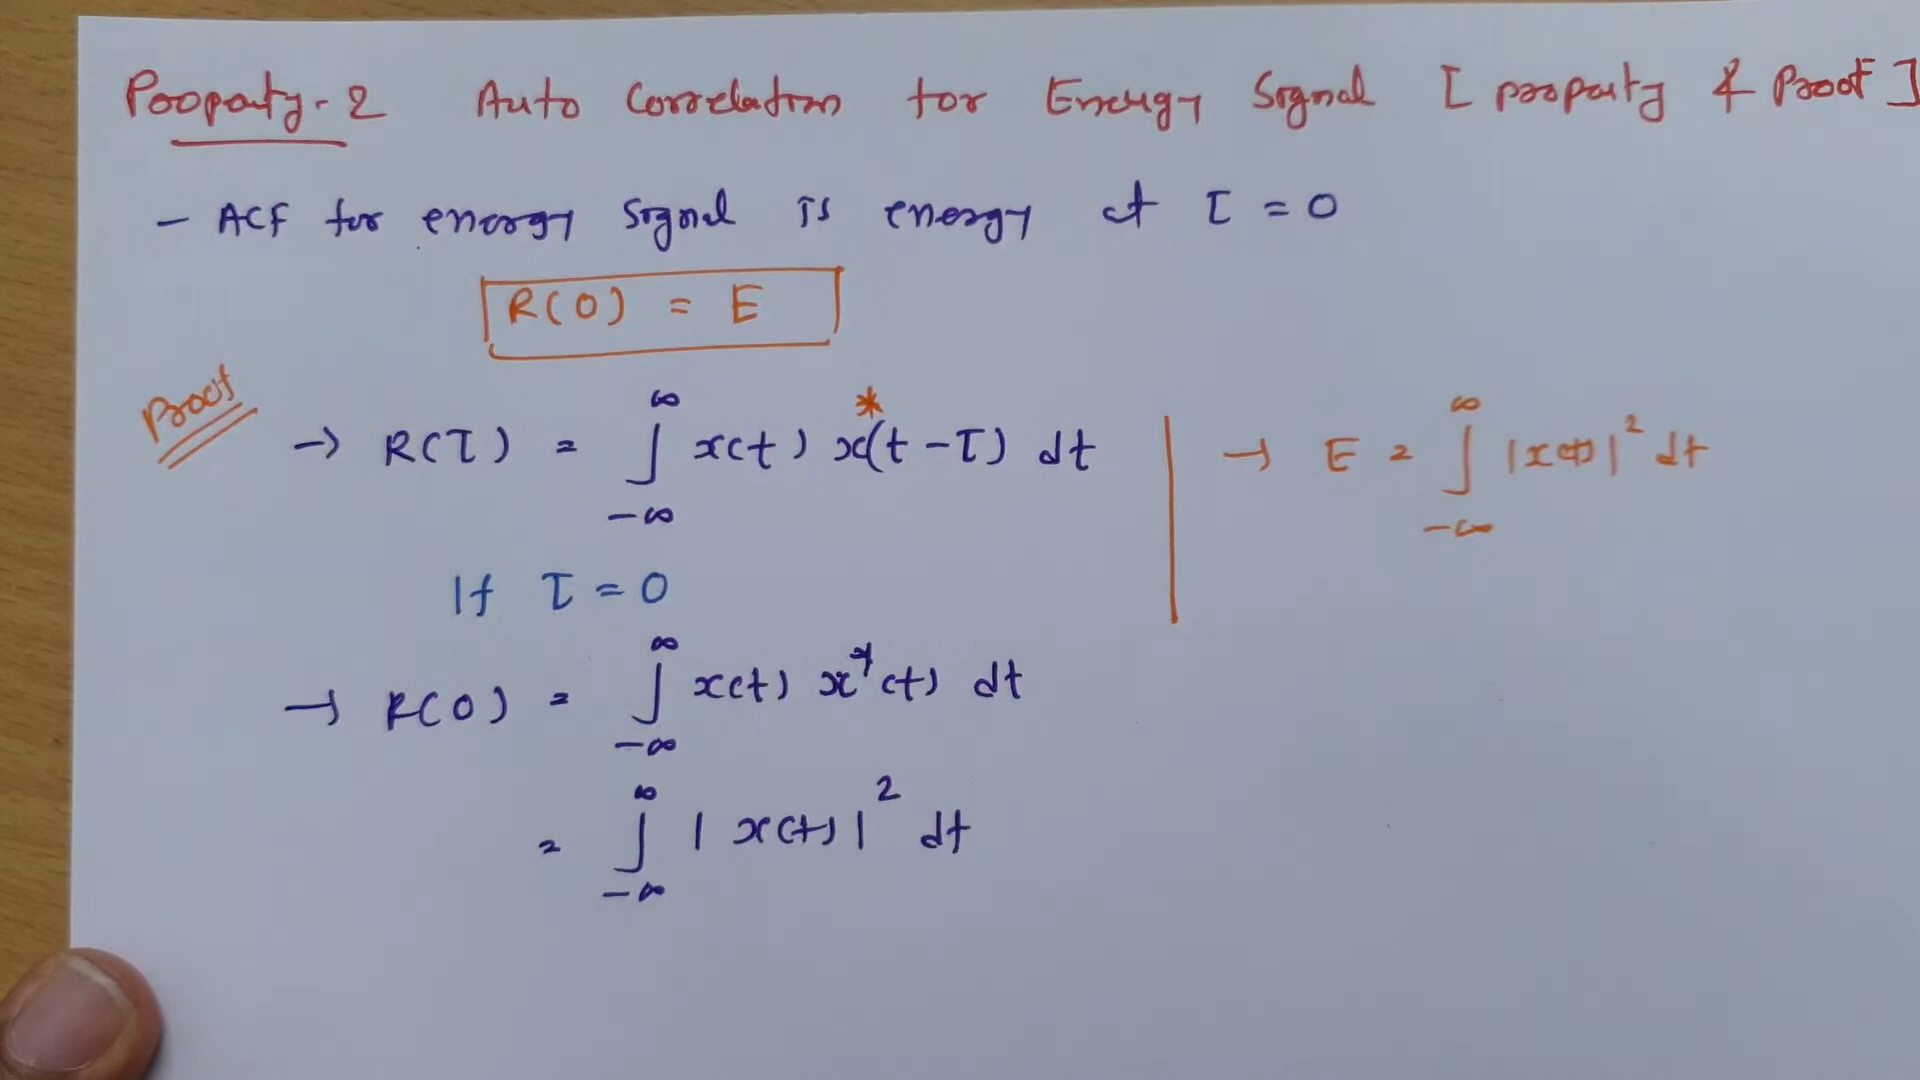 Property-2 Auto Correlation for Energy Signal [property & Proof]
- ACF for energy signal is energy at τ = 0
R(0) = E
Proof
→ R(τ) = ∫_{-∞}^{∞} x(t) x*(t-τ) dt
→ E = ∫_{-∞}^{∞} |x(t)|² dt
If τ = 0
→ R(0) = ∫_{-∞}^{∞} x(t) x*(t) dt
= ∫_{-∞}^{∞} |x(t)|² dt